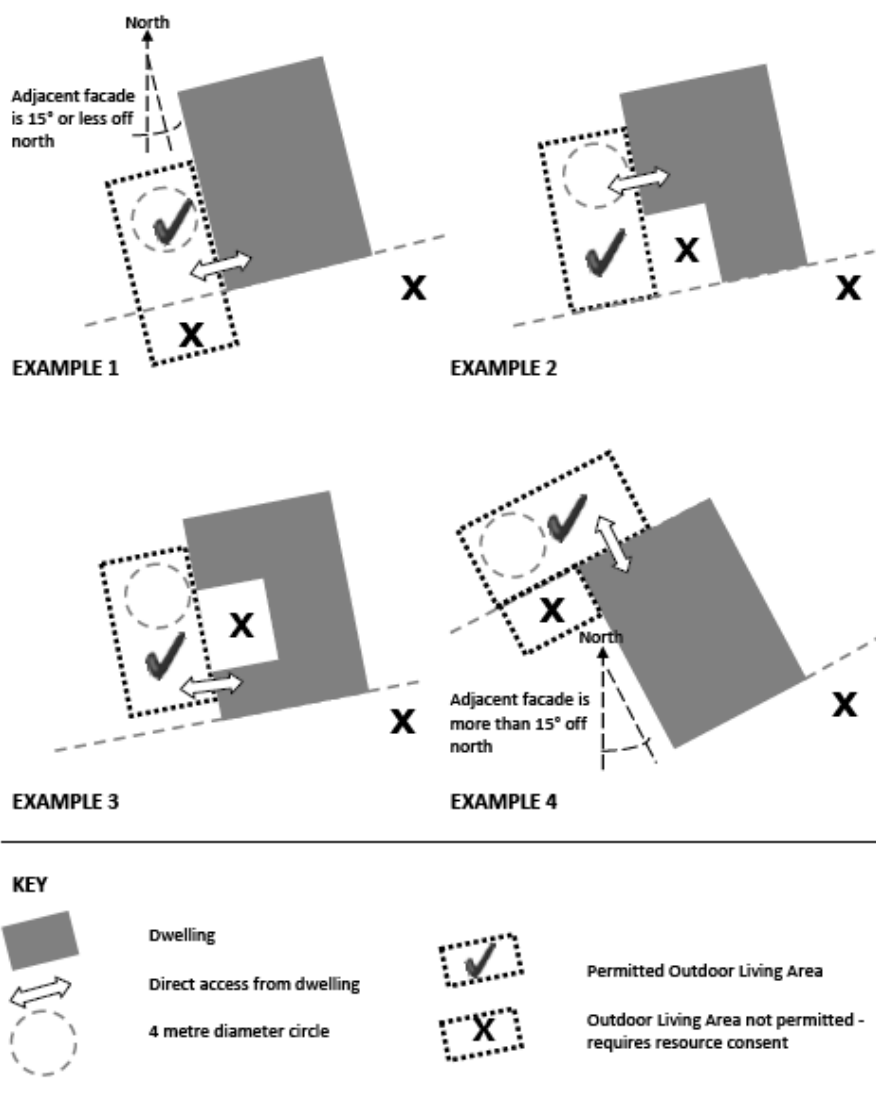 North
Adjacent facade
is 15° or less off
north
X
X
EXAMPLE 1
X
X
EXAMPLE 2
X
X
EXAMPLE 3
X
North
Adjacent facade is
more than 15° off
north
X
EXAMPLE 4
KEY
Dwelling
Direct access from dwelling
4 metre diameter circle
Permitted Outdoor Living Area
X
Outdoor Living Area not permitted -
requires resource consent